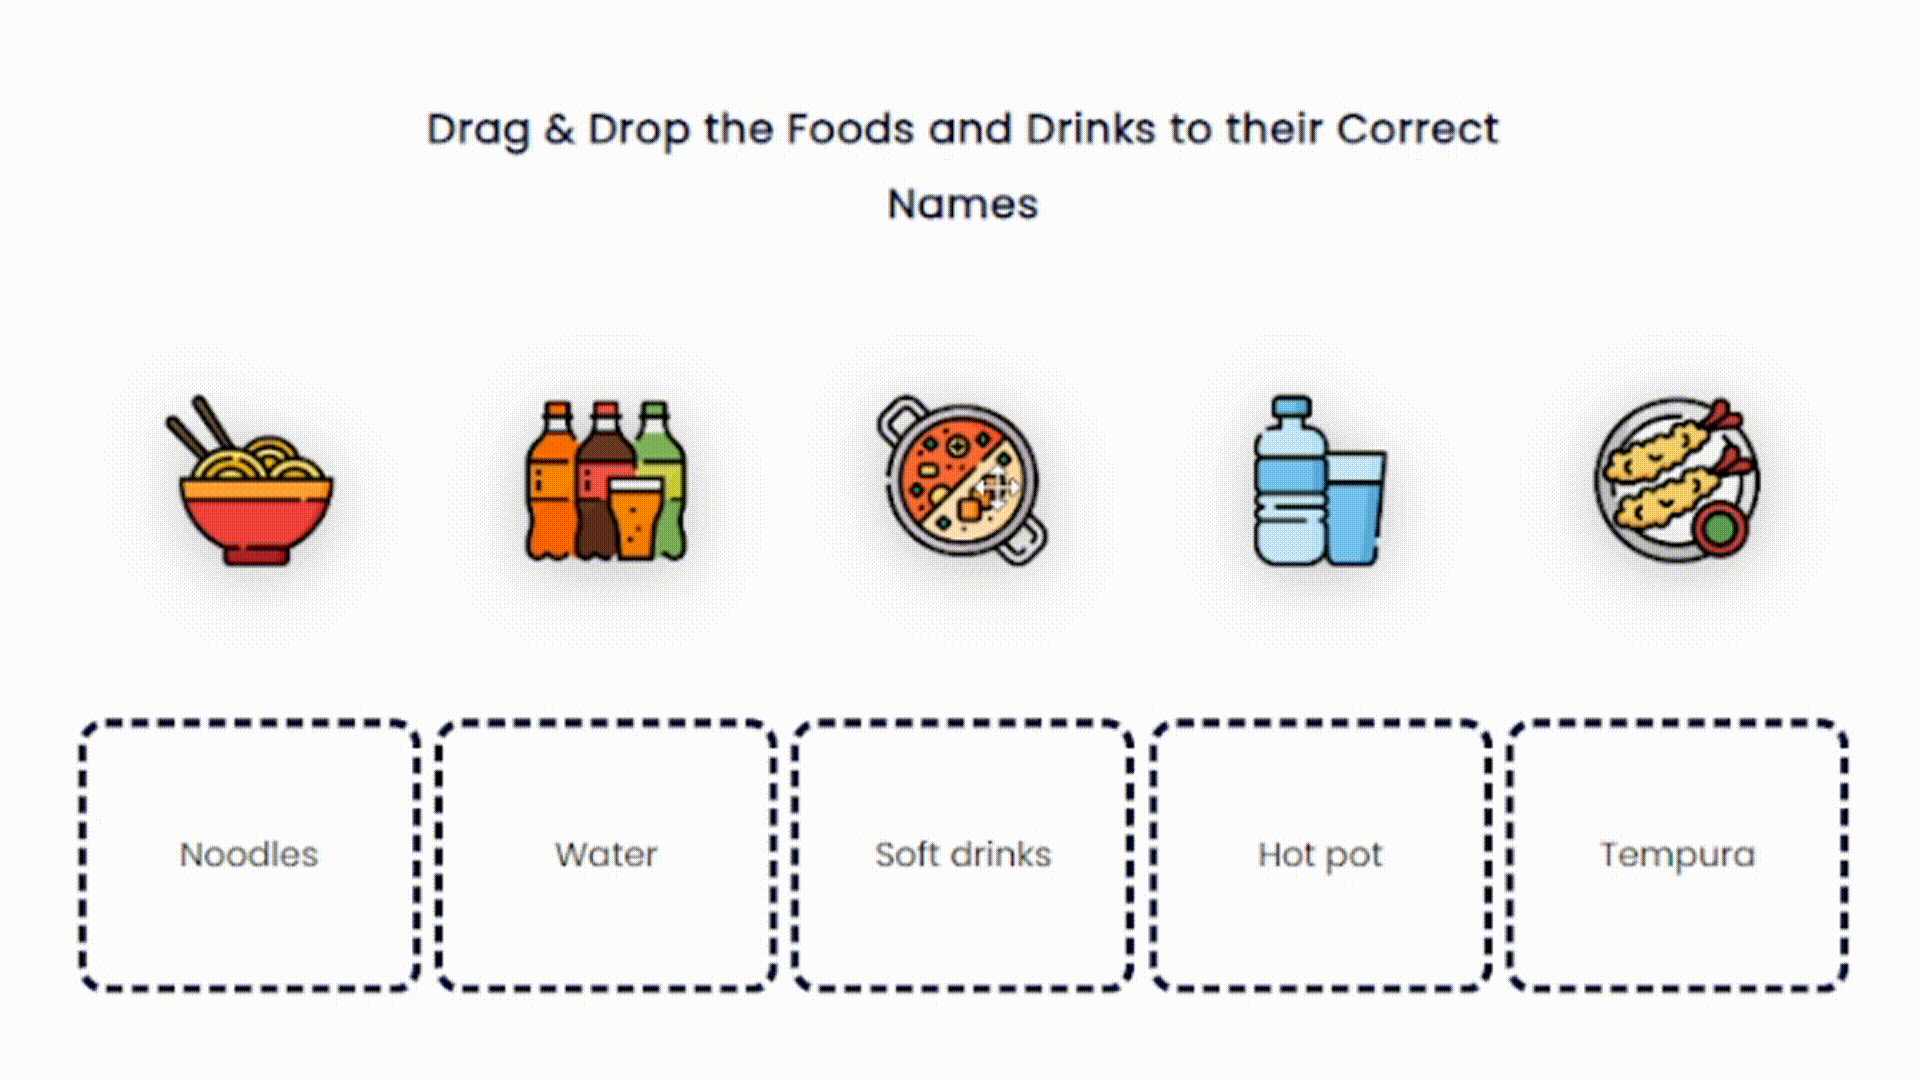 Drag & Drop the Foods and Drinks to their Correct
Names
Noodles
Water
Soft drinks
Hot pot
Tempura